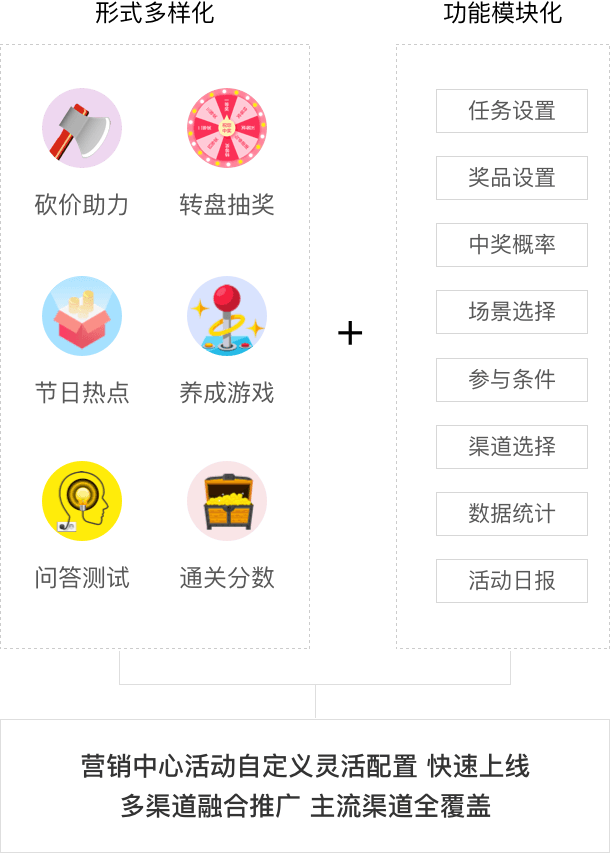 形式多样化
功能模块化
砍价助力
转盘抽奖
节日热点
养成游戏
问答测试
通关分数
+
任务设置
奖品设置
中奖概率
场景选择
参与条件
渠道选择
数据统计
活动日报
营销中心活动自定义灵活配置 快速上线
多渠道融合推广 主流渠道全覆盖